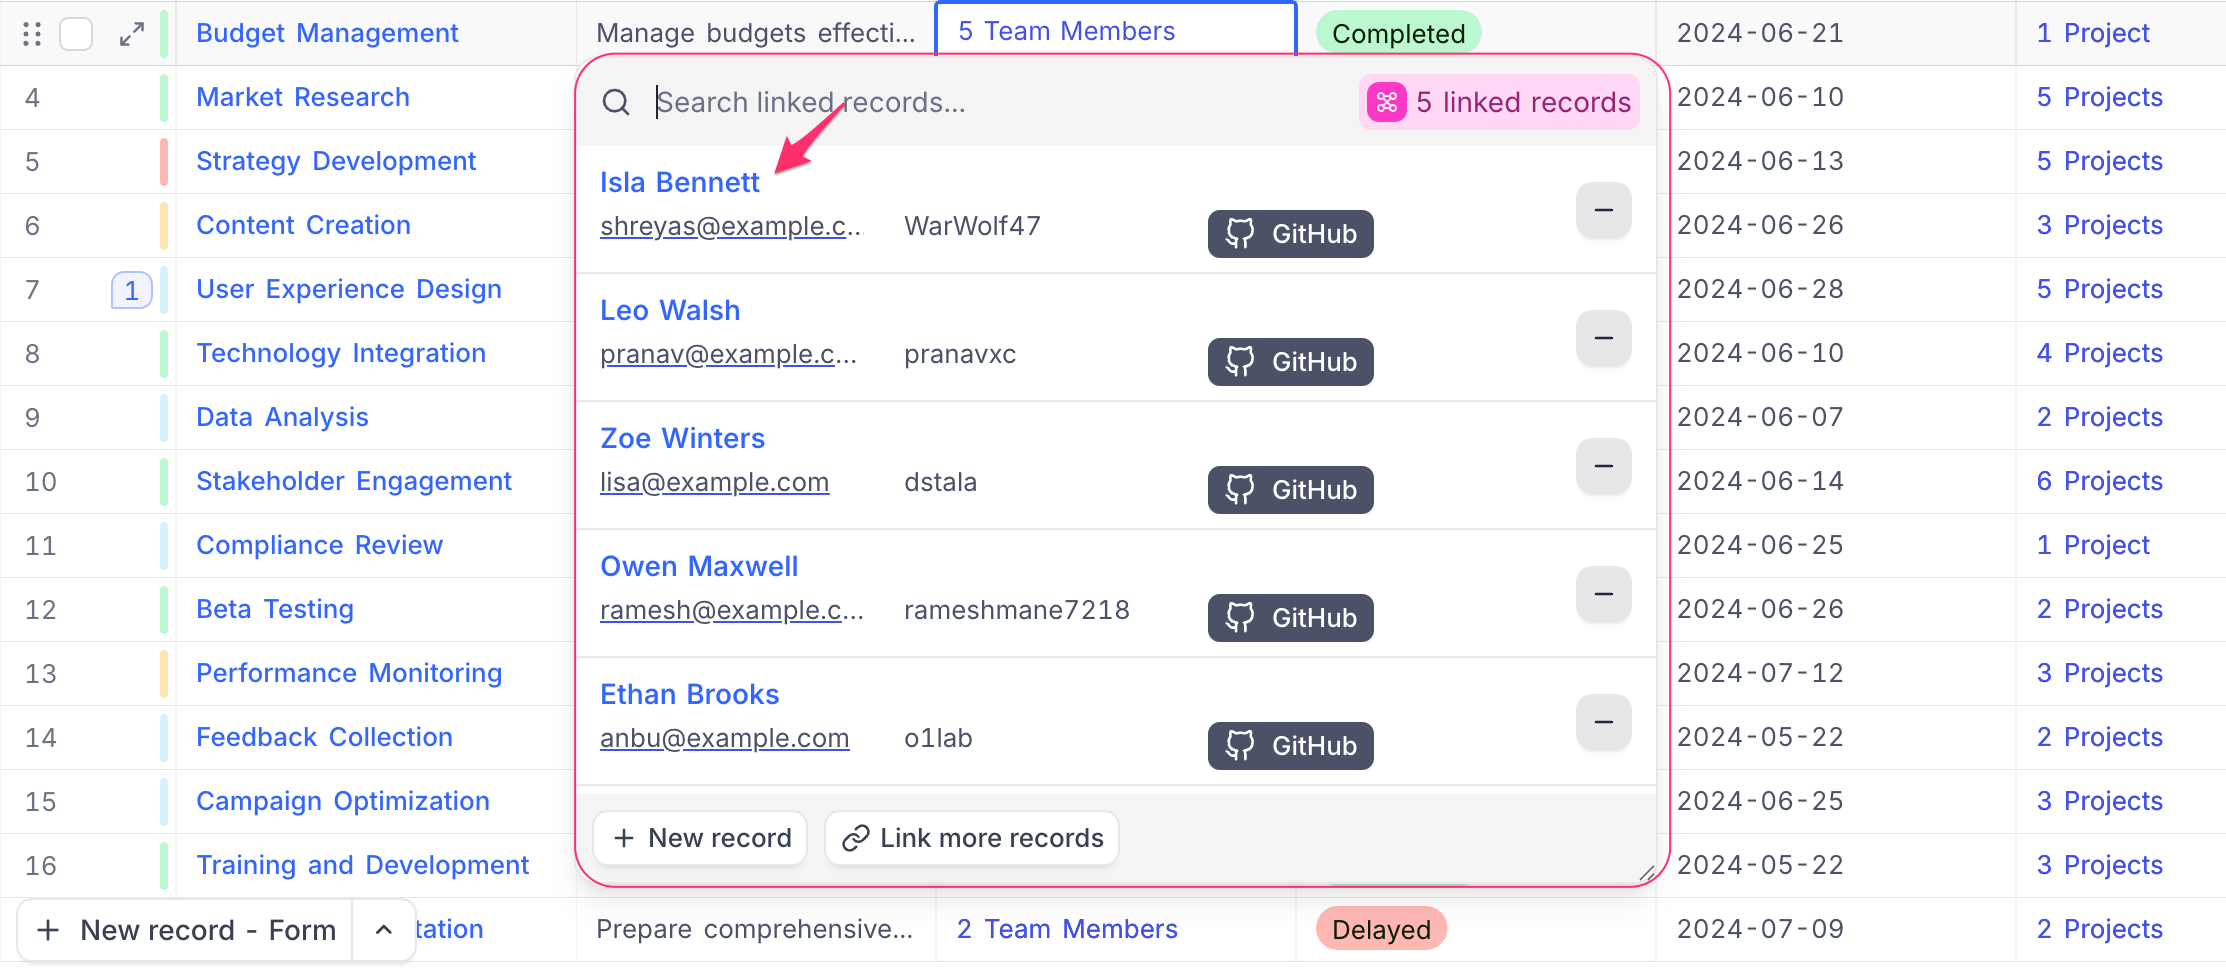 Budget Management Manage budgets effecti... 5 Team Members Completed 2024-06-21 1 Project
Search linked records... 5 linked records
4 Market Research 2024-06-10 5 Projects
5 Strategy Development Isla Bennett 2024-06-13 5 Projects
6 Content Creation shreyas@example.c... WarWolf47 GitHub 2024-06-26 3 Projects
7 1 User Experience Design Leo Walsh 2024-06-28 5 Projects
8 Technology Integration pranav@example.c... pranavxc GitHub 2024-06-10 4 Projects
9 Data Analysis Zoe Winters 2024-06-07 2 Projects
10 Stakeholder Engagement lisa@example.com dstala GitHub 2024-06-14 6 Projects
11 Compliance Review Owen Maxwell 2024-06-25 1 Project
12 Beta Testing ramesh@example.c... rameshmane7218 GitHub 2024-06-26 2 Projects
13 Performance Monitoring Ethan Brooks 2024-07-12 3 Projects
14 Feedback Collection anbu@example.com o1lab GitHub 2024-05-22 2 Projects
15 Campaign Optimization 2024-06-25 3 Projects
New record Link more records
16 Training and Development 2024-05-22 3 Projects
New record - Form tation Prepare comprehensive... 2 Team Members Delayed 2024-07-09 2 Projects